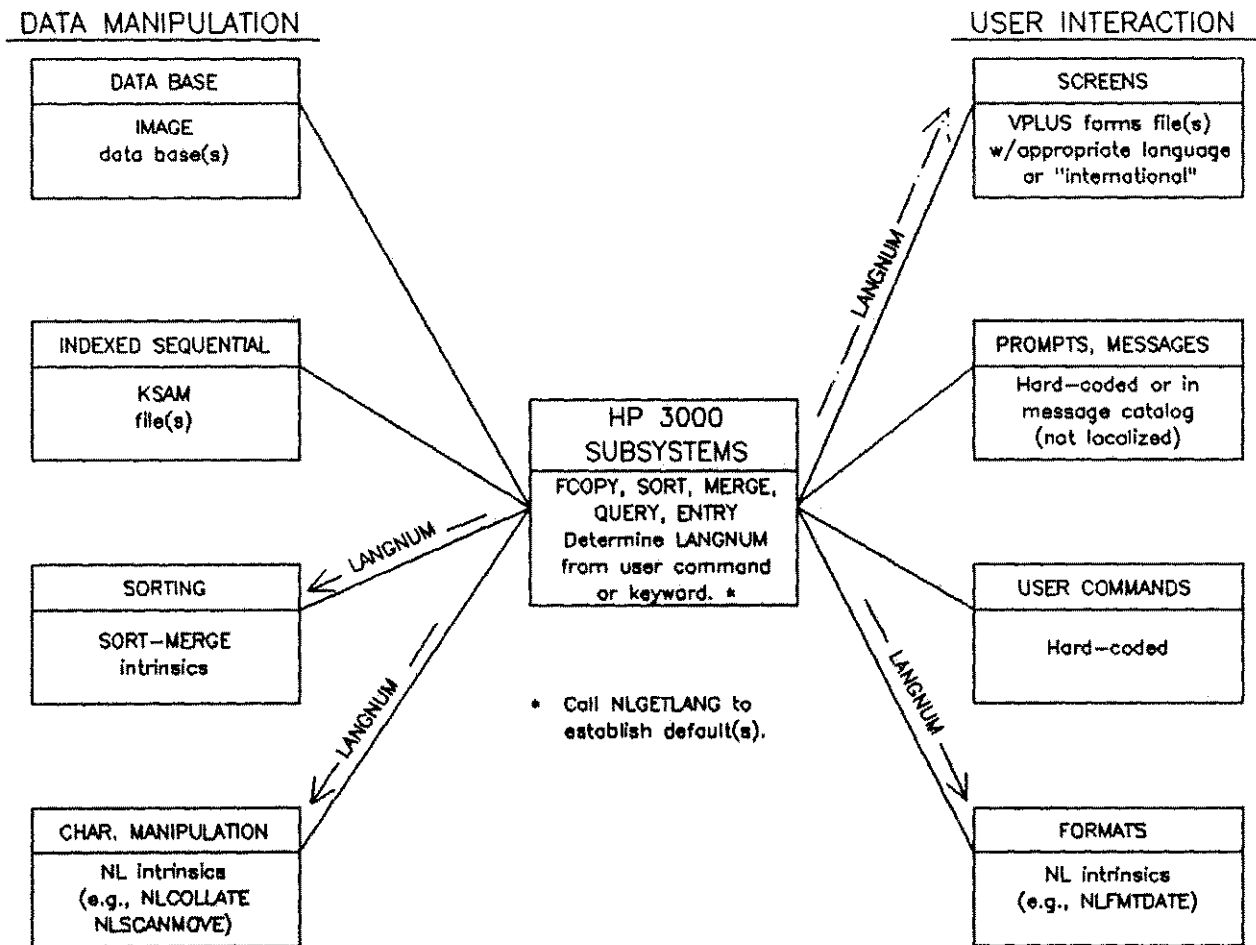 DATA MANIPULATION
DATA BASE
IMAGE
data base(s)
INDEXED SEQUENTIAL
KSAM
file(s)
SORTING
SORT-MERGE
intrinsics
CHAR. MANIPULATION
NL intrinsics
(e.g., NLCOLLATE
NLSCANMOVE)
LANGNUM
LANGNUM
HP 3000
SUBSYSTEMS
FCOPY, SORT, MERGE,
QUERY, ENTRY
Determine LANGNUM
from user command
or keyword. *
* Call NLGETLANG to
establish default(s).
LANGNUM
LANGNUM
USER INTERACTION
SCREENS
VPLUS forms file(s)
w/appropriate language
or "international"
PROMPTS, MESSAGES
Hard-coded or in
message catalog
(not localized)
USER COMMANDS
Hard-coded
FORMATS
NL intrinsics
(e.g., NLFMTDATE)